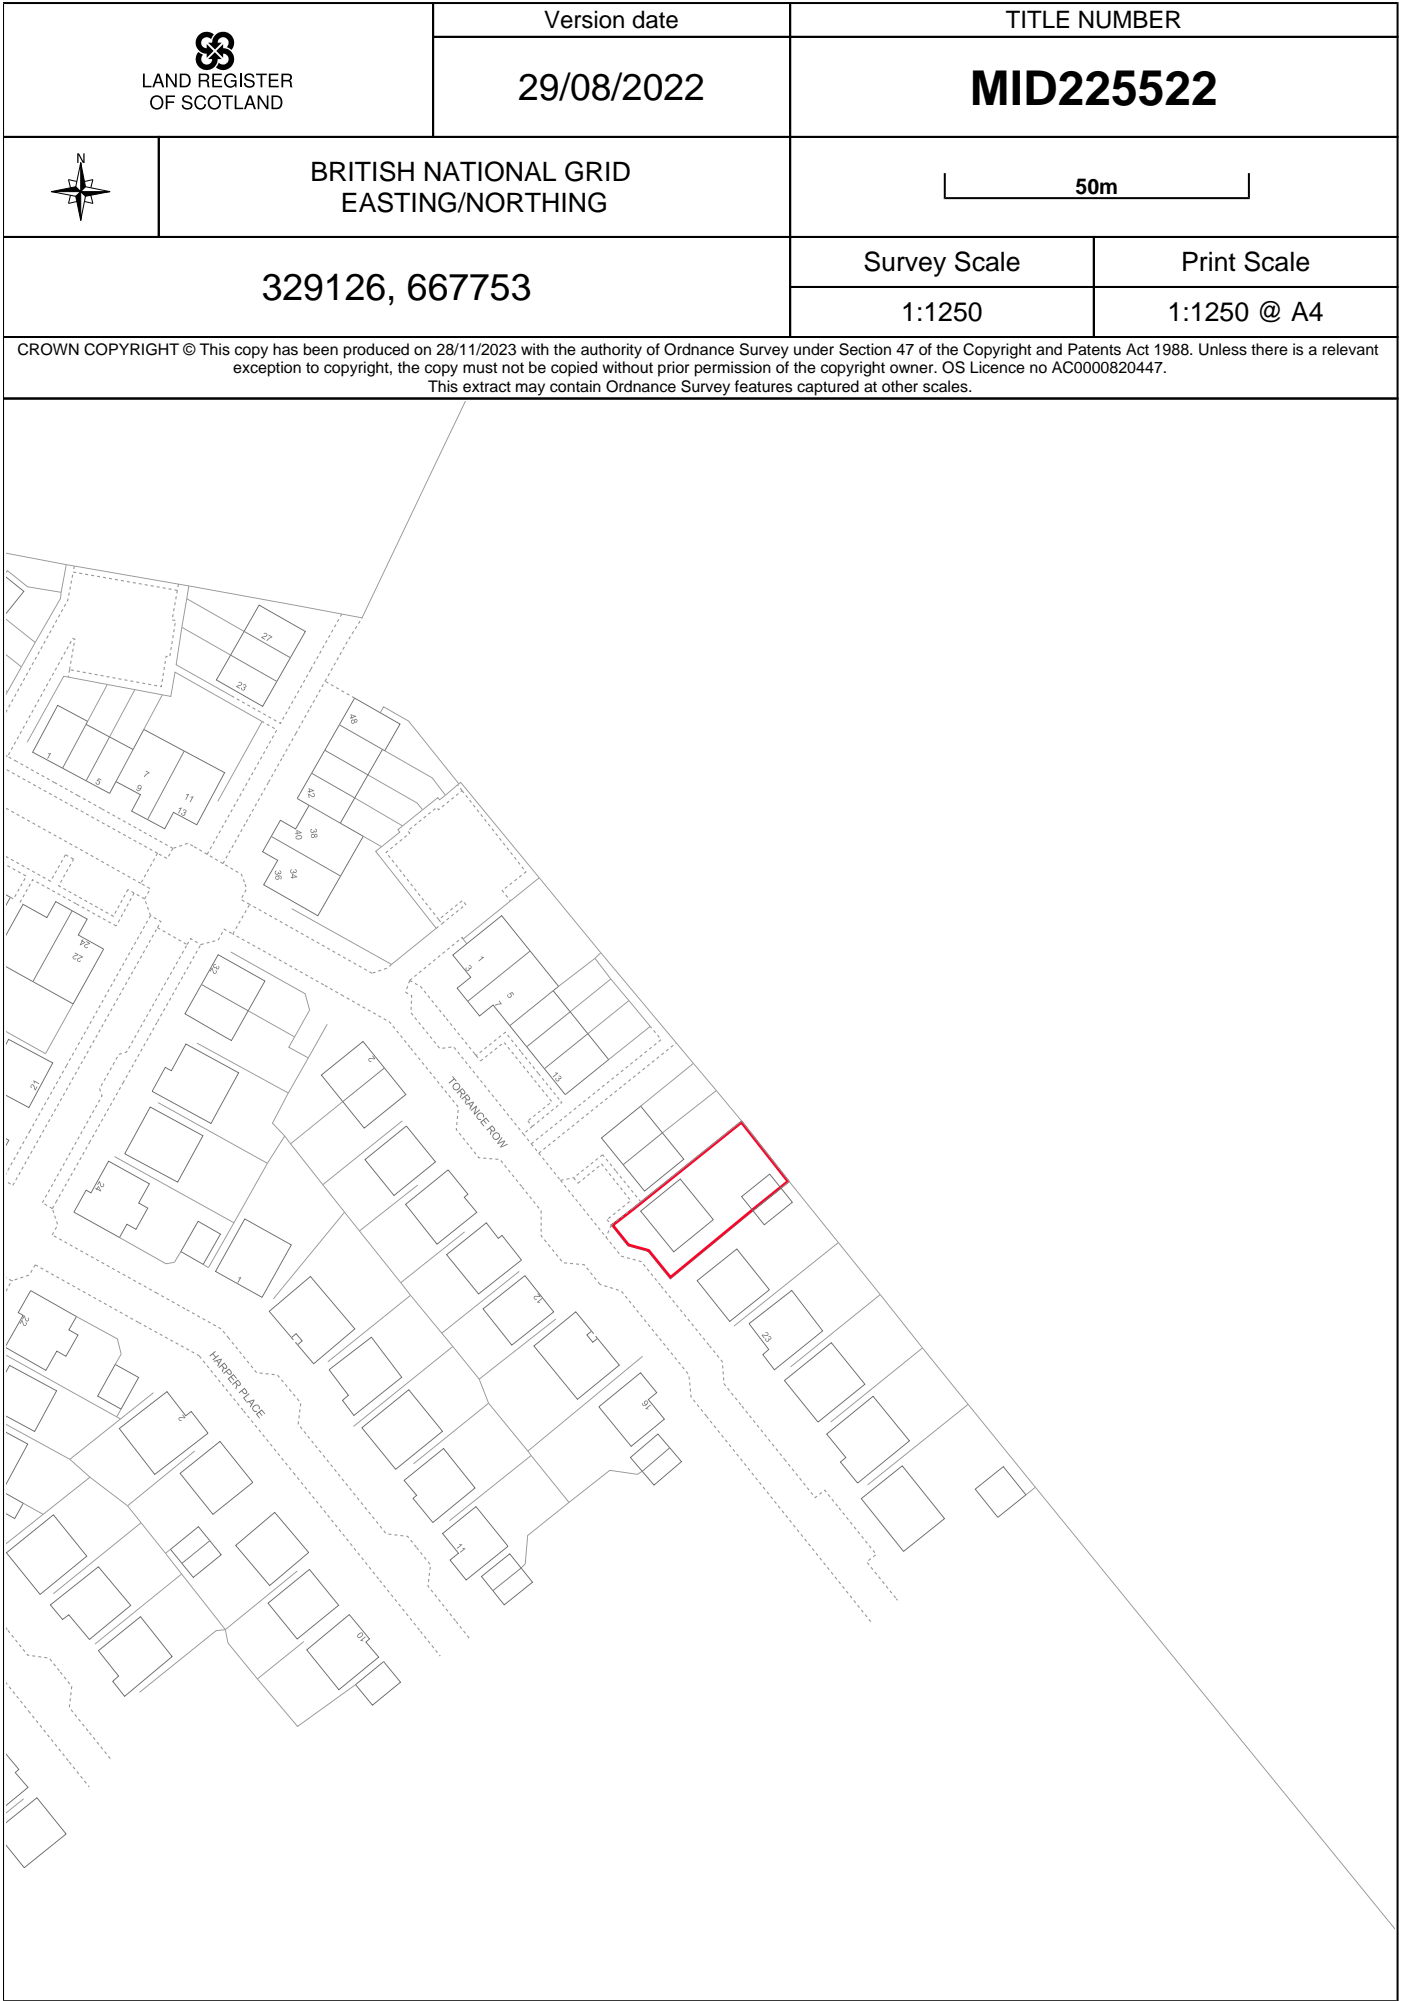 LAND REGISTER
OF SCOTLAND
Version date
29/08/2022
TITLE NUMBER
MID225522
N
BRITISH NATIONAL GRID
EASTING/NORTHING
50m
329126, 667753
Survey Scale
Print Scale
1:1250
1:1250 @ A4
CROWN COPYRIGHT © This copy has been produced on 28/11/2023 with the authority of Ordnance Survey under Section 47 of the Copyright and Patents Act 1988. Unless there is a relevant
exception to copyright, the copy must not be copied without prior permission of the copyright owner. OS Licence no AC0000820447.
This extract may contain Ordnance Survey features captured at other scales.
27
23
48
1
5
7
9
11
13
42
40
38
36
34
24
22
32
1
3
5
7
13
2
21
TORRANCE ROW
24
1
12
22
23
HARPER PLACE
2
16
11
10